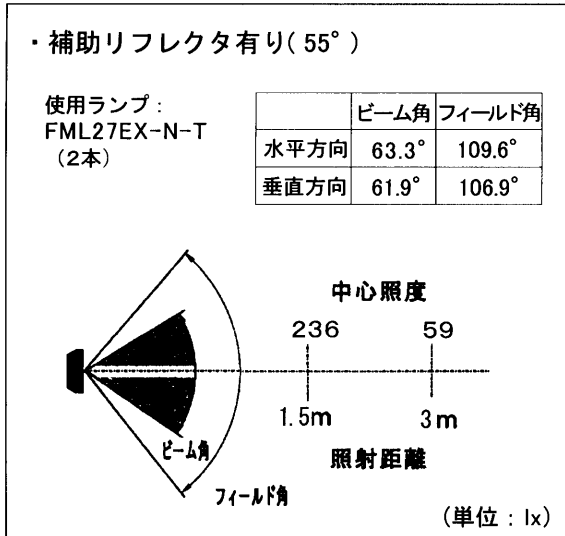 ・補助リフレクタ有り(55°)
使用ランプ:
FML27EX-N-T
(2本)
ビーム角 フィールド角
水平方向 63.3° 109.6°
垂直方向 61.9° 106.9°
中心照度
236 59
1.5m 3m
照射距離
ビーム角
フィールド角
(単位:lx)